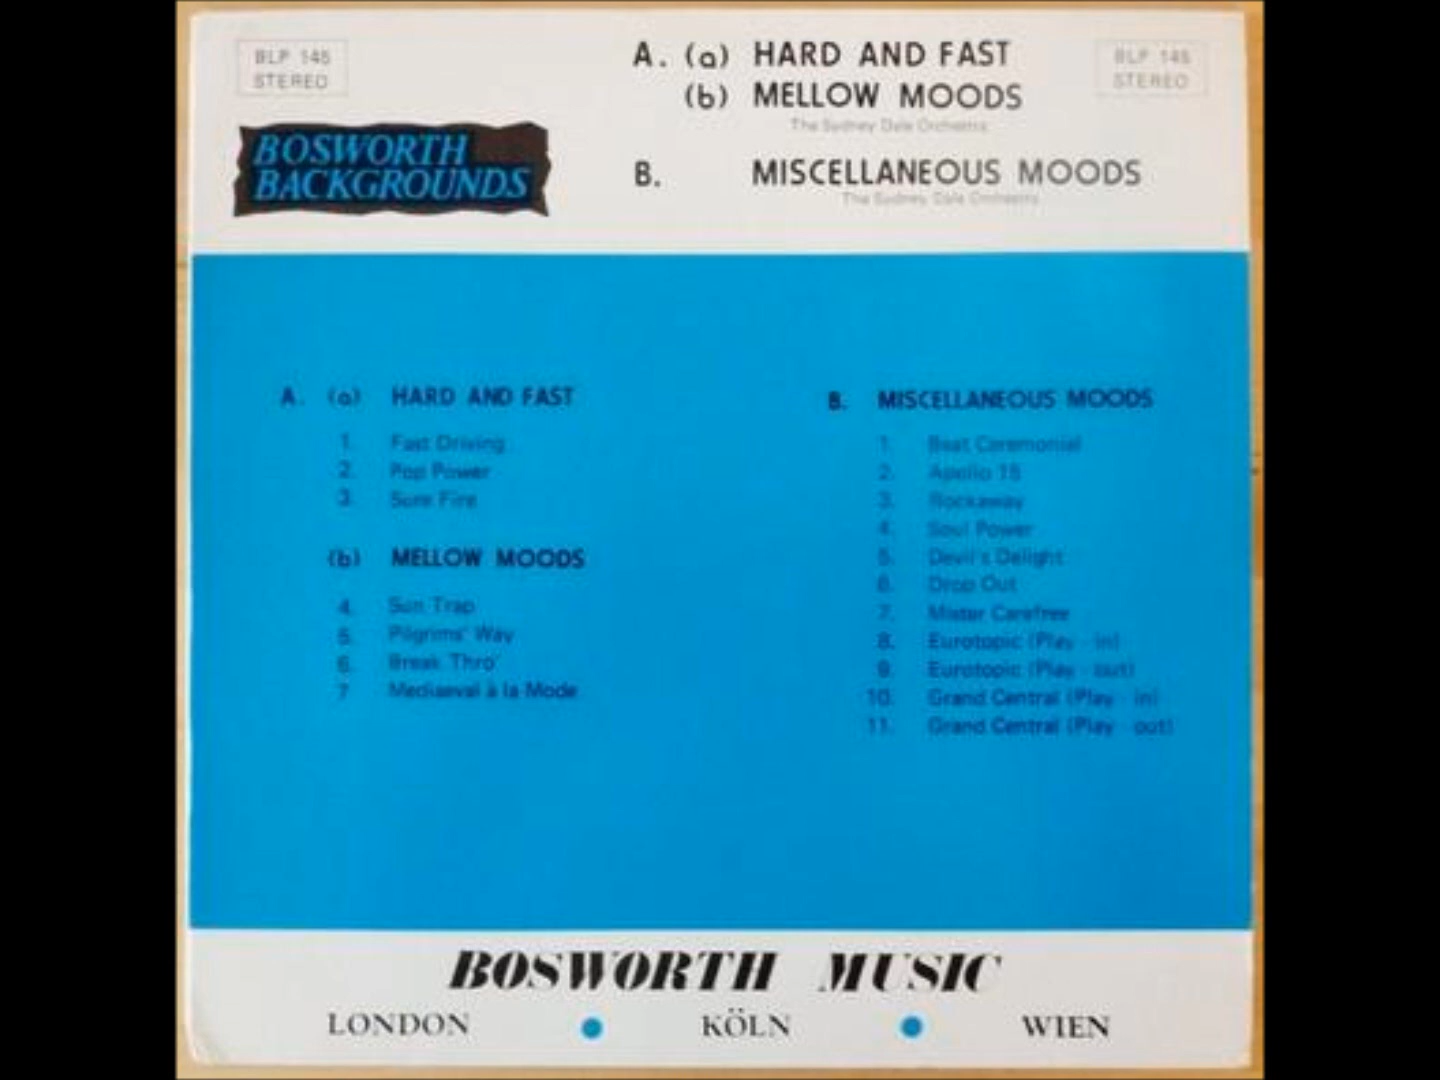 BLP 145
STEREO
A. (a) HARD AND FAST
(b) MELLOW MOODS
The Sydney Dale Orchestra
BLP 145
STEREO
BOSWORTH
BACKGROUNDS
B. MISCELLANEOUS MOODS
The Sydney Dale Orchestra
A. (a) HARD AND FAST
1. Fast Driving
2. Pop Power
3. Sure Fire
(b) MELLOW MOODS
4. Sun Trap
5. Pilgrims' Way
6. Break Thro'
7 Mediaeval à la Mode
B. MISCELLANEOUS MOODS
1. Beat Ceremonial
2. Apollo 15
3. Rockaway
4. Soul Power
5. Devil's Delight
6. Drop Out
7. Mister Carefree
8. Eurotopic (Play - in)
9. Eurotopic (Play - out)
10. Grand Central (Play - in)
11. Grand Central (Play - out)
BOSWORTH MUSIC
LONDON • KÖLN • WIEN